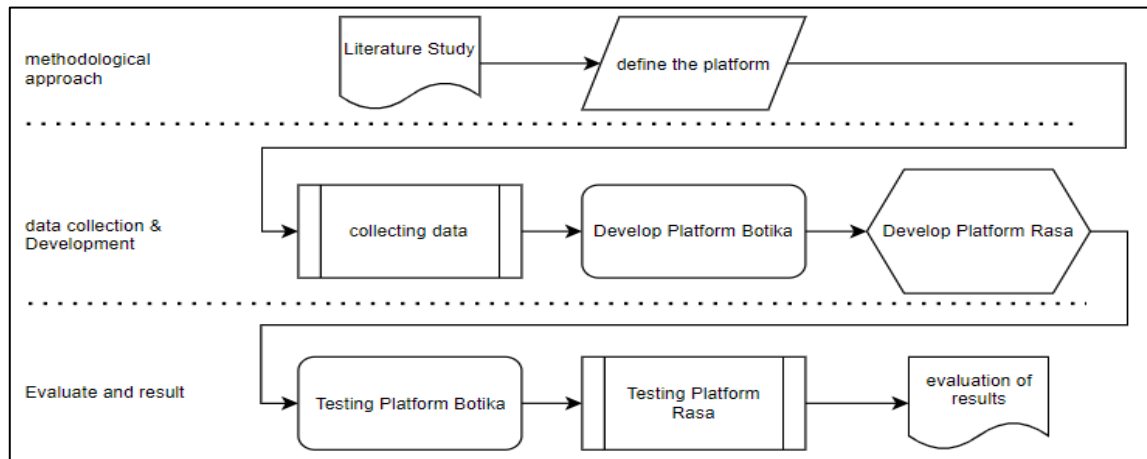 methodological
approach
Literature Study
define the platform
data collection &
Development
collecting data
Develop Platform Botika
Develop Platform Rasa
Evaluate and result
Testing Platform Botika
Testing Platform
Rasa
evaluation of
results